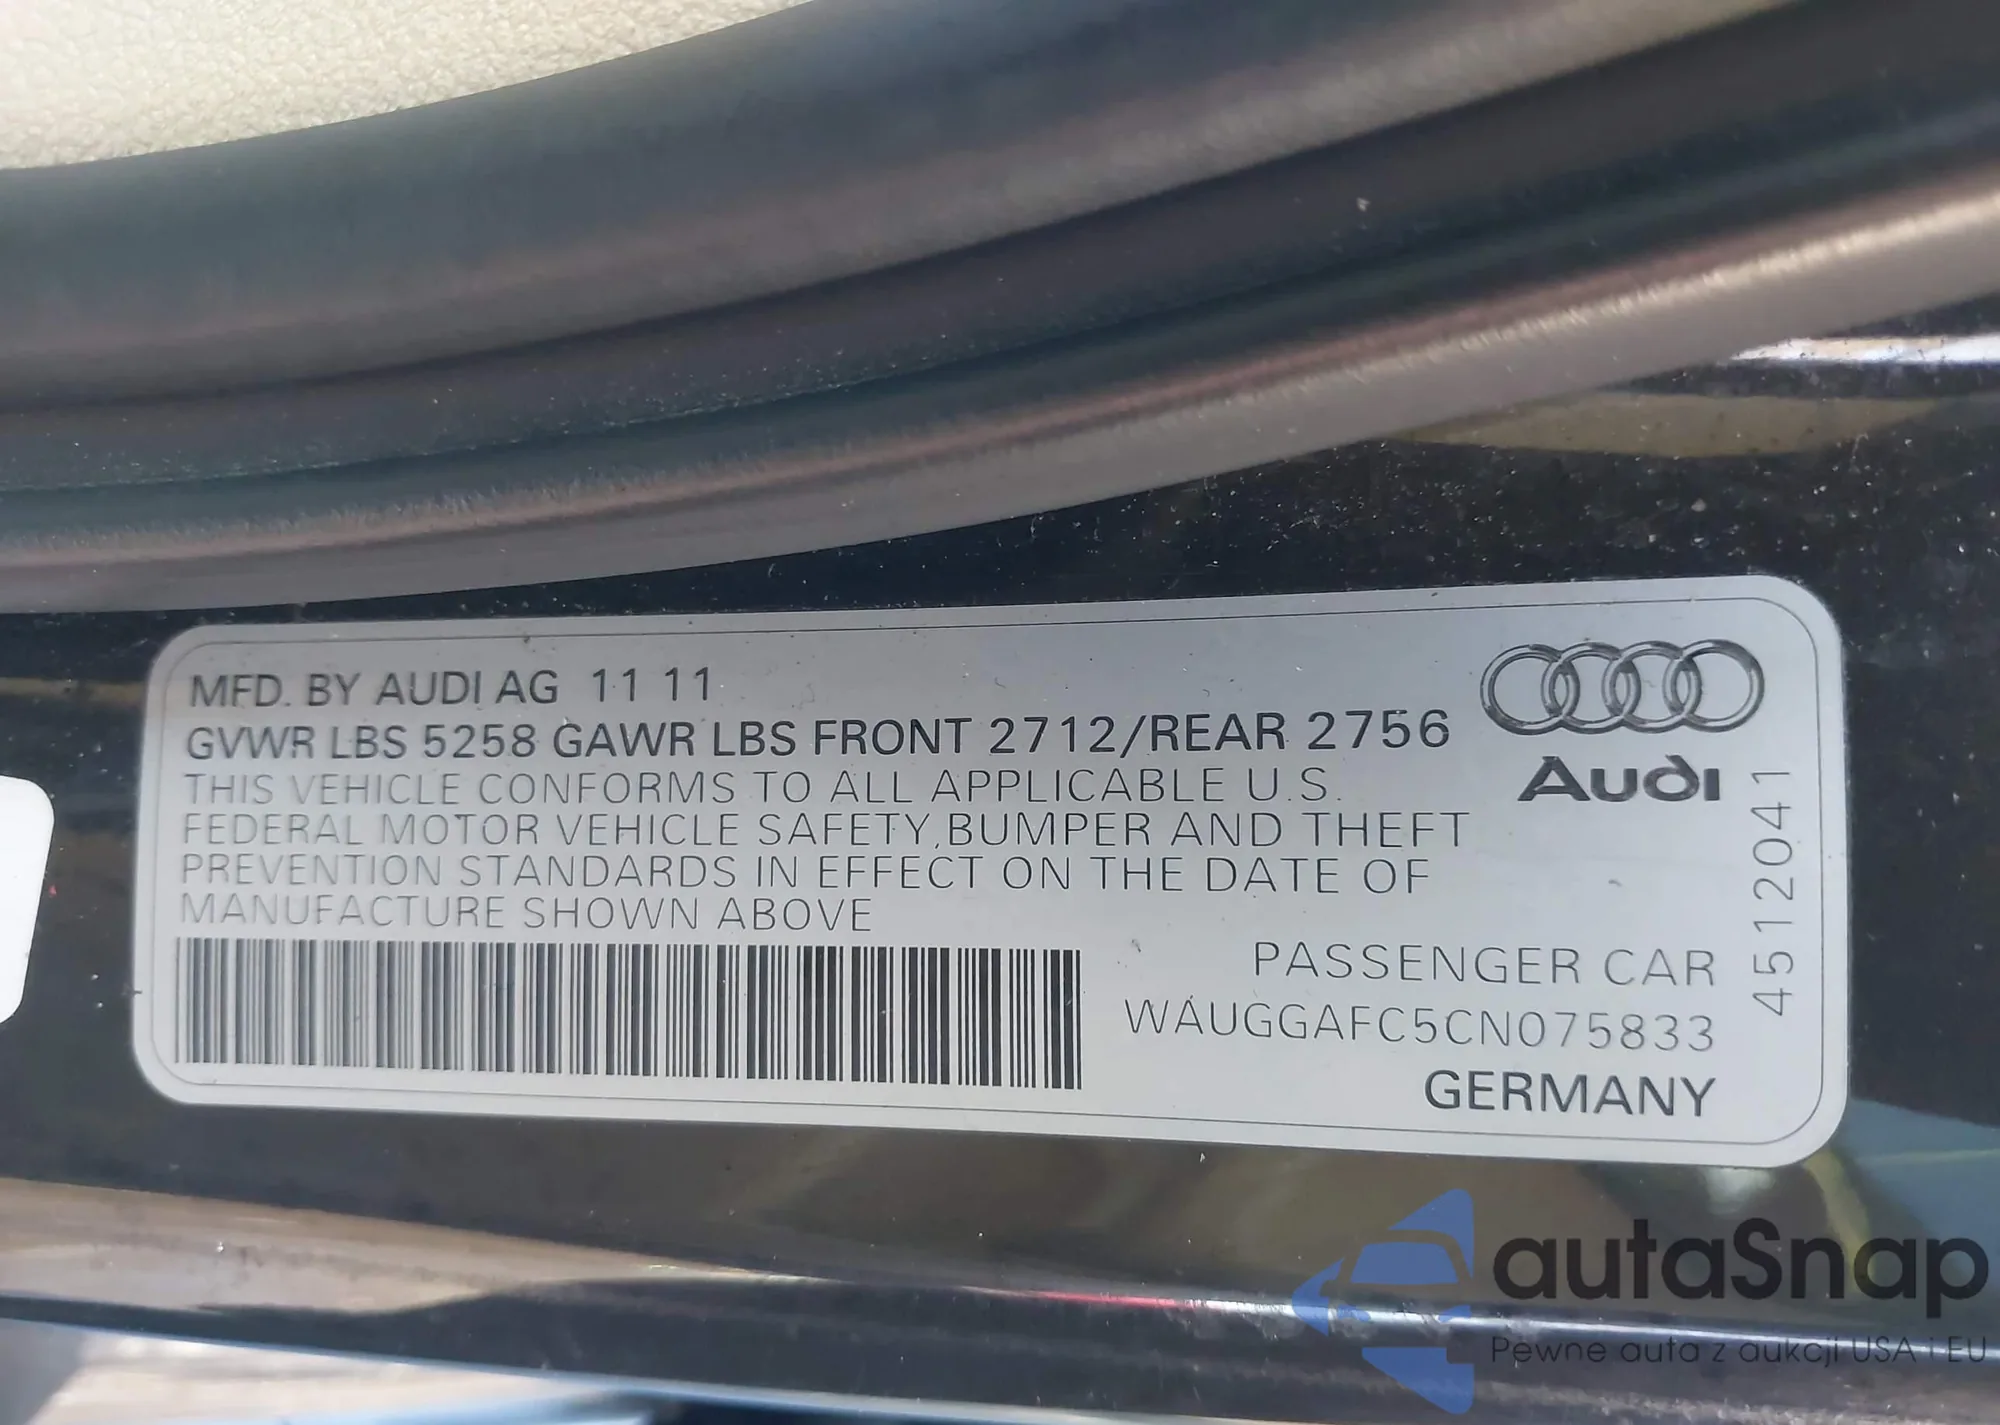 MFD. BY AUDI AG 11 11
GVWR LBS 5258 GAWR LBS FRONT 2712/REAR 2756
THIS VEHICLE CONFORMS TO ALL APPLICABLE U.S.
FEDERAL MOTOR VEHICLE SAFETY,BUMPER AND THEFT
PREVENTION STANDARDS IN EFFECT ON THE DATE OF
MANUFACTURE SHOWN ABOVE
Audi
4512041
PASSENGER CAR
WAUGGAFC5CN075833
GERMANY
autaSnap
Pewne auta z aukcji USA i EU